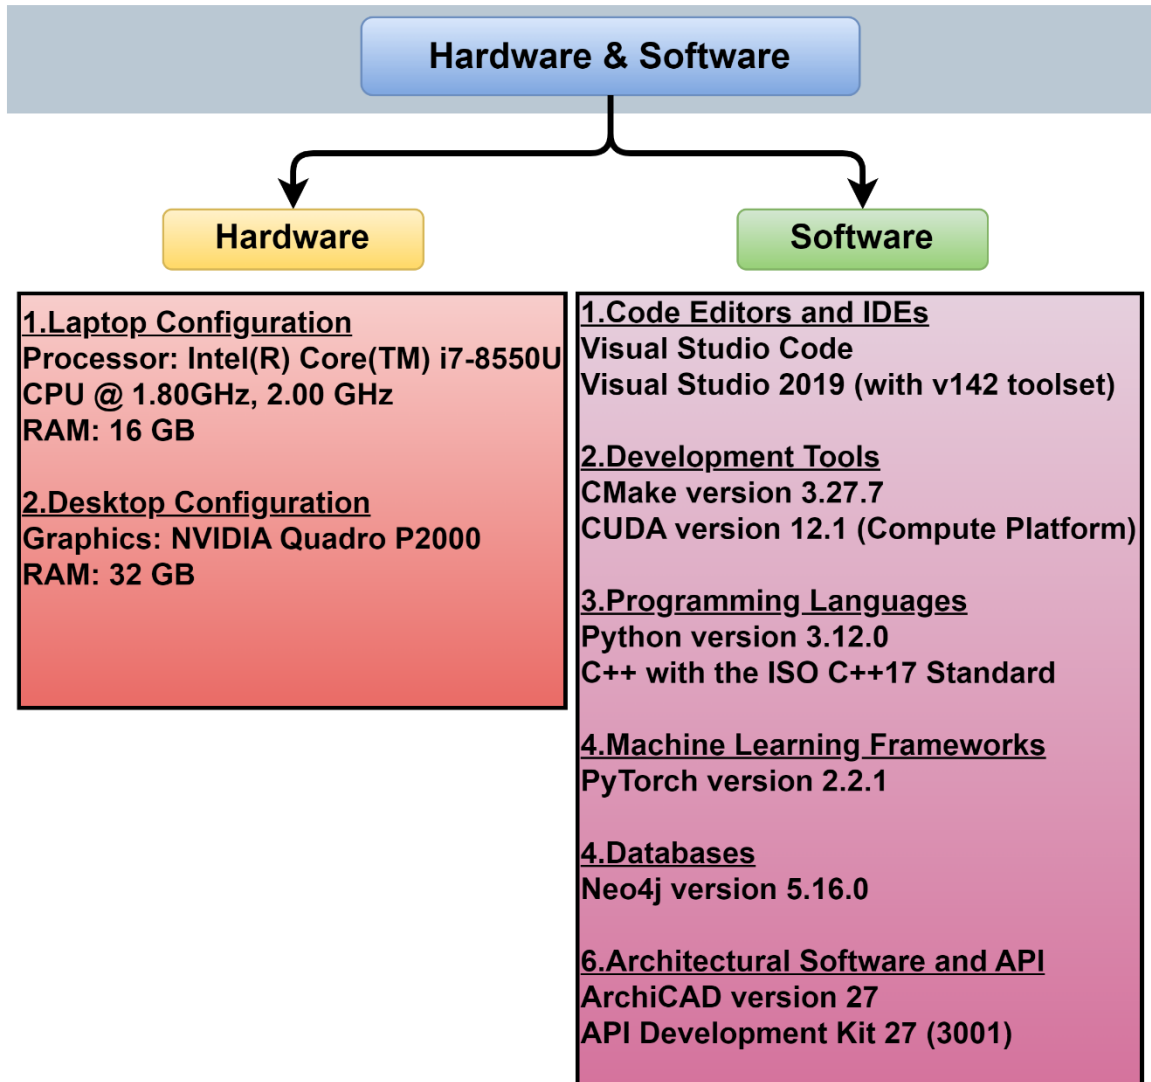 Hardware & Software
Hardware
Software
1.Laptop Configuration
Processor: Intel(R) Core(TM) i7-8550U
CPU @ 1.80GHz, 2.00 GHz
RAM: 16 GB
2.Desktop Configuration
Graphics: NVIDIA Quadro P2000
RAM: 32 GB
1.Code Editors and IDEs
Visual Studio Code
Visual Studio 2019 (with v142 toolset)
2.Development Tools
CMake version 3.27.7
CUDA version 12.1 (Compute Platform)
3.Programming Languages
Python version 3.12.0
C++ with the ISO C++17 Standard
4.Machine Learning Frameworks
PyTorch version 2.2.1
4.Databases
Neo4j version 5.16.0
6.Architectural Software and API
ArchiCAD version 27
API Development Kit 27 (3001)